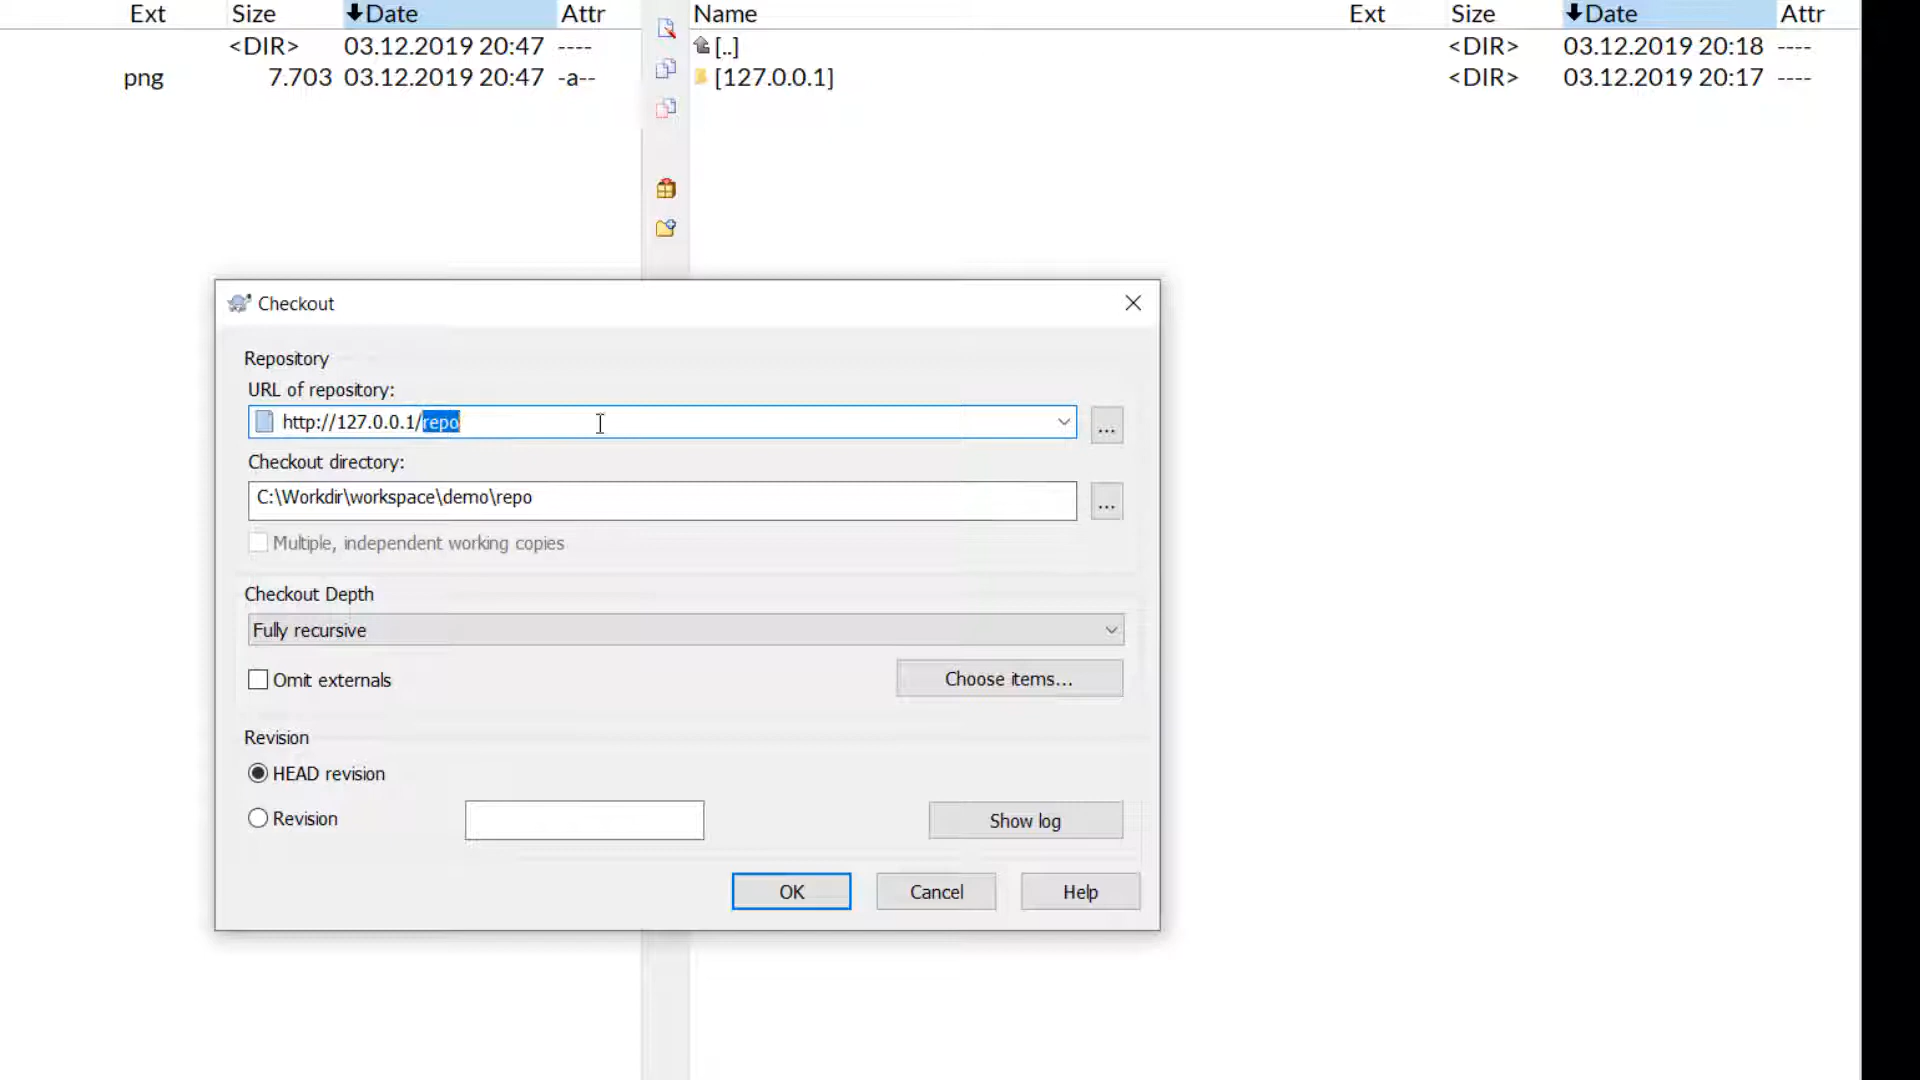 Ext Size Date Attr Name Ext Size Date Attr
<DIR> 03.12.2019 20:47 ---- [..] <DIR> 03.12.2019 20:18 ----
png 7.703 03.12.2019 20:47 -a-- [127.0.0.1] <DIR> 03.12.2019 20:17 ----
Checkout
Repository
URL of repository:
http://127.0.0.1/repo
...
Checkout directory:
C:\Workdir\workspace\demo\repo
...
Multiple, independent working copies
Checkout Depth
Fully recursive
Omit externals Choose items...
Revision
HEAD revision
Revision Show log
OK Cancel Help